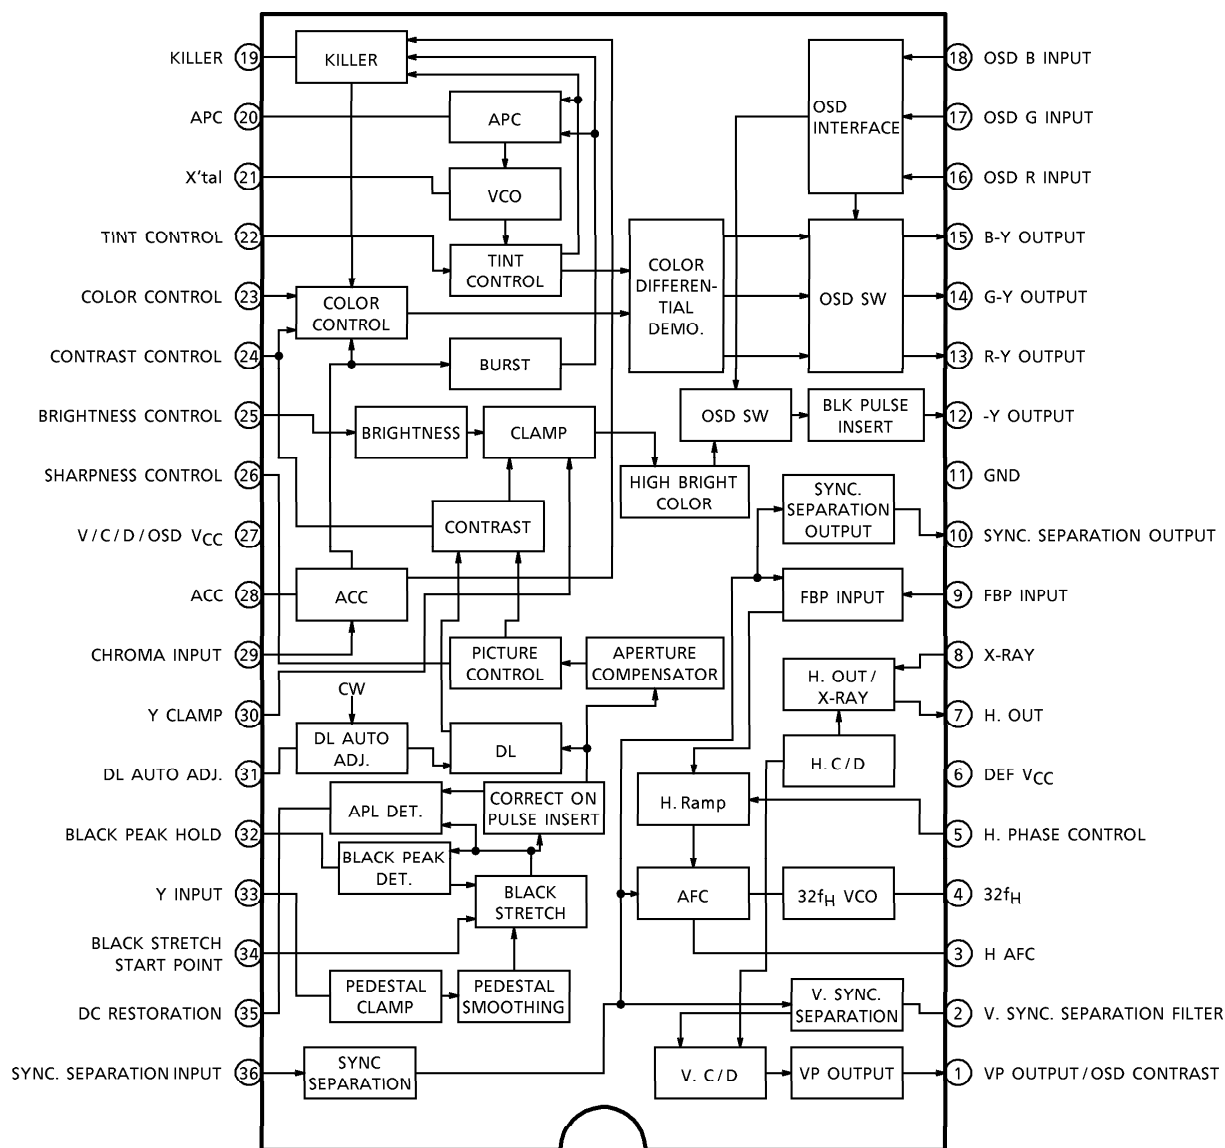 KILLER 19
APC 20
X'tal 21
TINT CONTROL 22
COLOR CONTROL 23
CONTRAST CONTROL 24
BRIGHTNESS CONTROL 25
SHARPNESS CONTROL 26
V/C/D/OSD VCC 27
ACC 28
CHROMA INPUT 29
Y CLAMP 30
DL AUTO ADJ. 31
BLACK PEAK HOLD 32
Y INPUT 33
BLACK STRETCH
START POINT 34
DC RESTORATION 35
SYNC. SEPARATION INPUT 36
KILLER
APC
VCO
TINT
CONTROL
COLOR
CONTROL
BURST
BRIGHTNESS
CLAMP
CONTRAST
ACC
PICTURE
CONTROL
APERTURE
COMPENSATOR
CW
DL AUTO
ADJ.
DL
APL DET.
CORRECT ON
PULSE INSERT
BLACK PEAK
DET.
BLACK
STRETCH
PEDESTAL
CLAMP
PEDESTAL
SMOOTHING
SYNC
SEPARATION
OSD
INTERFACE
COLOR
DIFFEREN-
TIAL
DEMO.
OSD SW
OSD SW
BLK PULSE
INSERT
HIGH BRIGHT
COLOR
SYNC.
SEPARATION
OUTPUT
FBP INPUT
H. OUT/
X-RAY
H. C/D
H. Ramp
AFC
32fH VCO
V. SYNC.
SEPARATION
V. C/D
VP OUTPUT
18 OSD B INPUT
17 OSD G INPUT
16 OSD R INPUT
15 B-Y OUTPUT
14 G-Y OUTPUT
13 R-Y OUTPUT
12 -Y OUTPUT
11 GND
10 SYNC. SEPARATION OUTPUT
9 FBP INPUT
8 X-RAY
7 H. OUT
6 DEF VCC
5 H. PHASE CONTROL
4 32fH
3 H AFC
2 V. SYNC. SEPARATION FILTER
1 VP OUTPUT/OSD CONTRAST